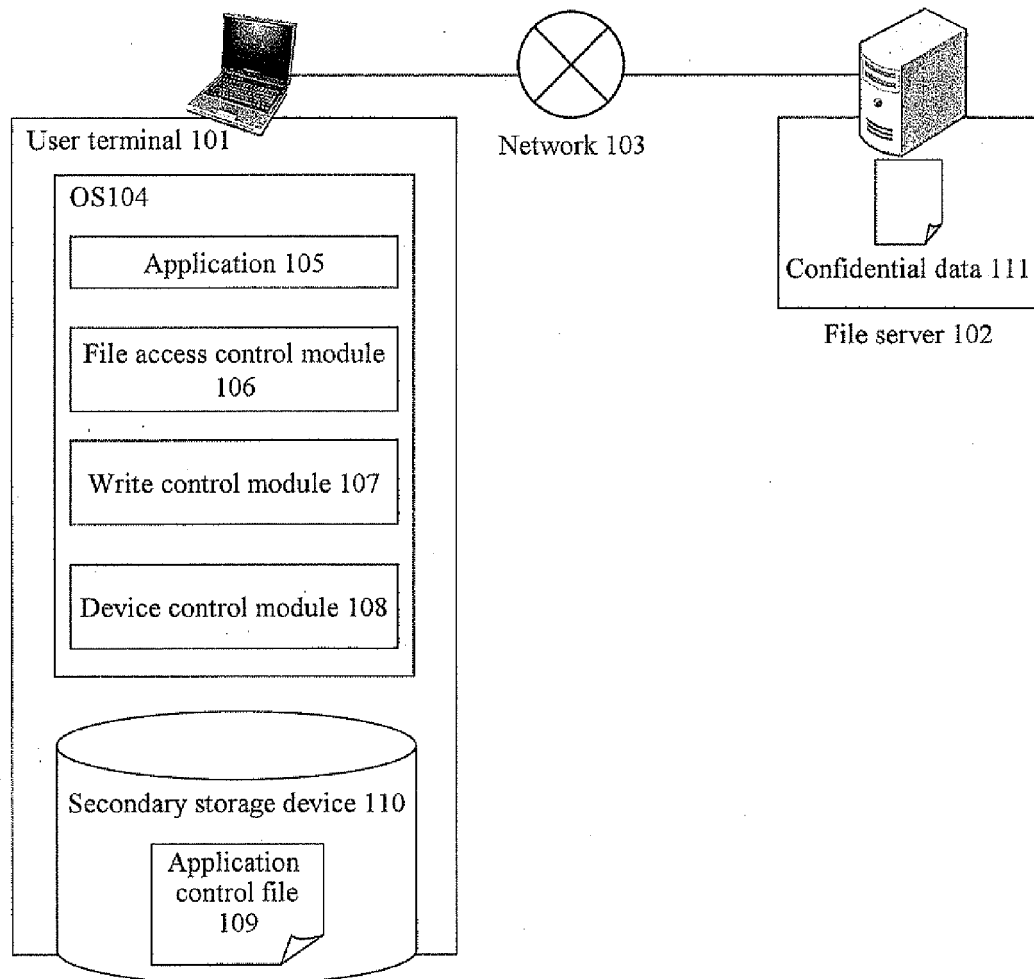 User terminal 101
OS104
Application 105
File access control module
106
Write control module 107
Device control module 108
Secondary storage device 110
Application
control file
109
Network 103
Confidential data 111
File server 102